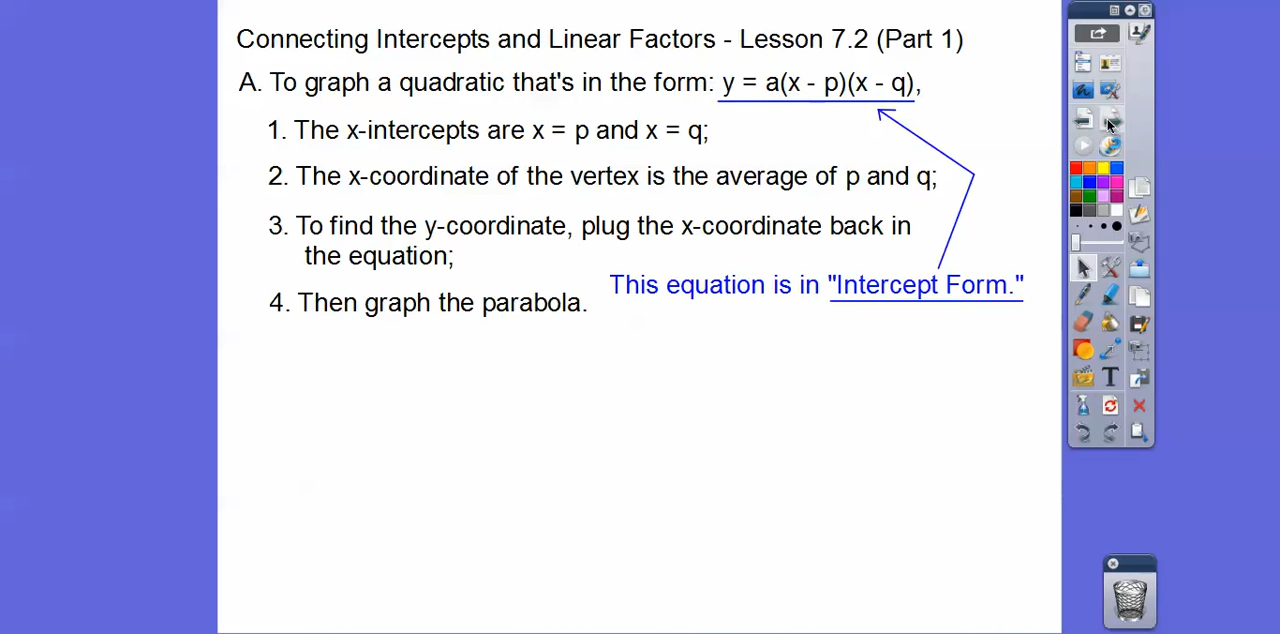 Connecting Intercepts and Linear Factors - Lesson 7.2 (Part 1)
A. To graph a quadratic that's in the form: y = a(x - p)(x - q),
1. The x-intercepts are x = p and x = q;
2. The x-coordinate of the vertex is the average of p and q;
3. To find the y-coordinate, plug the x-coordinate back in
the equation;
This equation is in "Intercept Form."
4. Then graph the parabola.
T